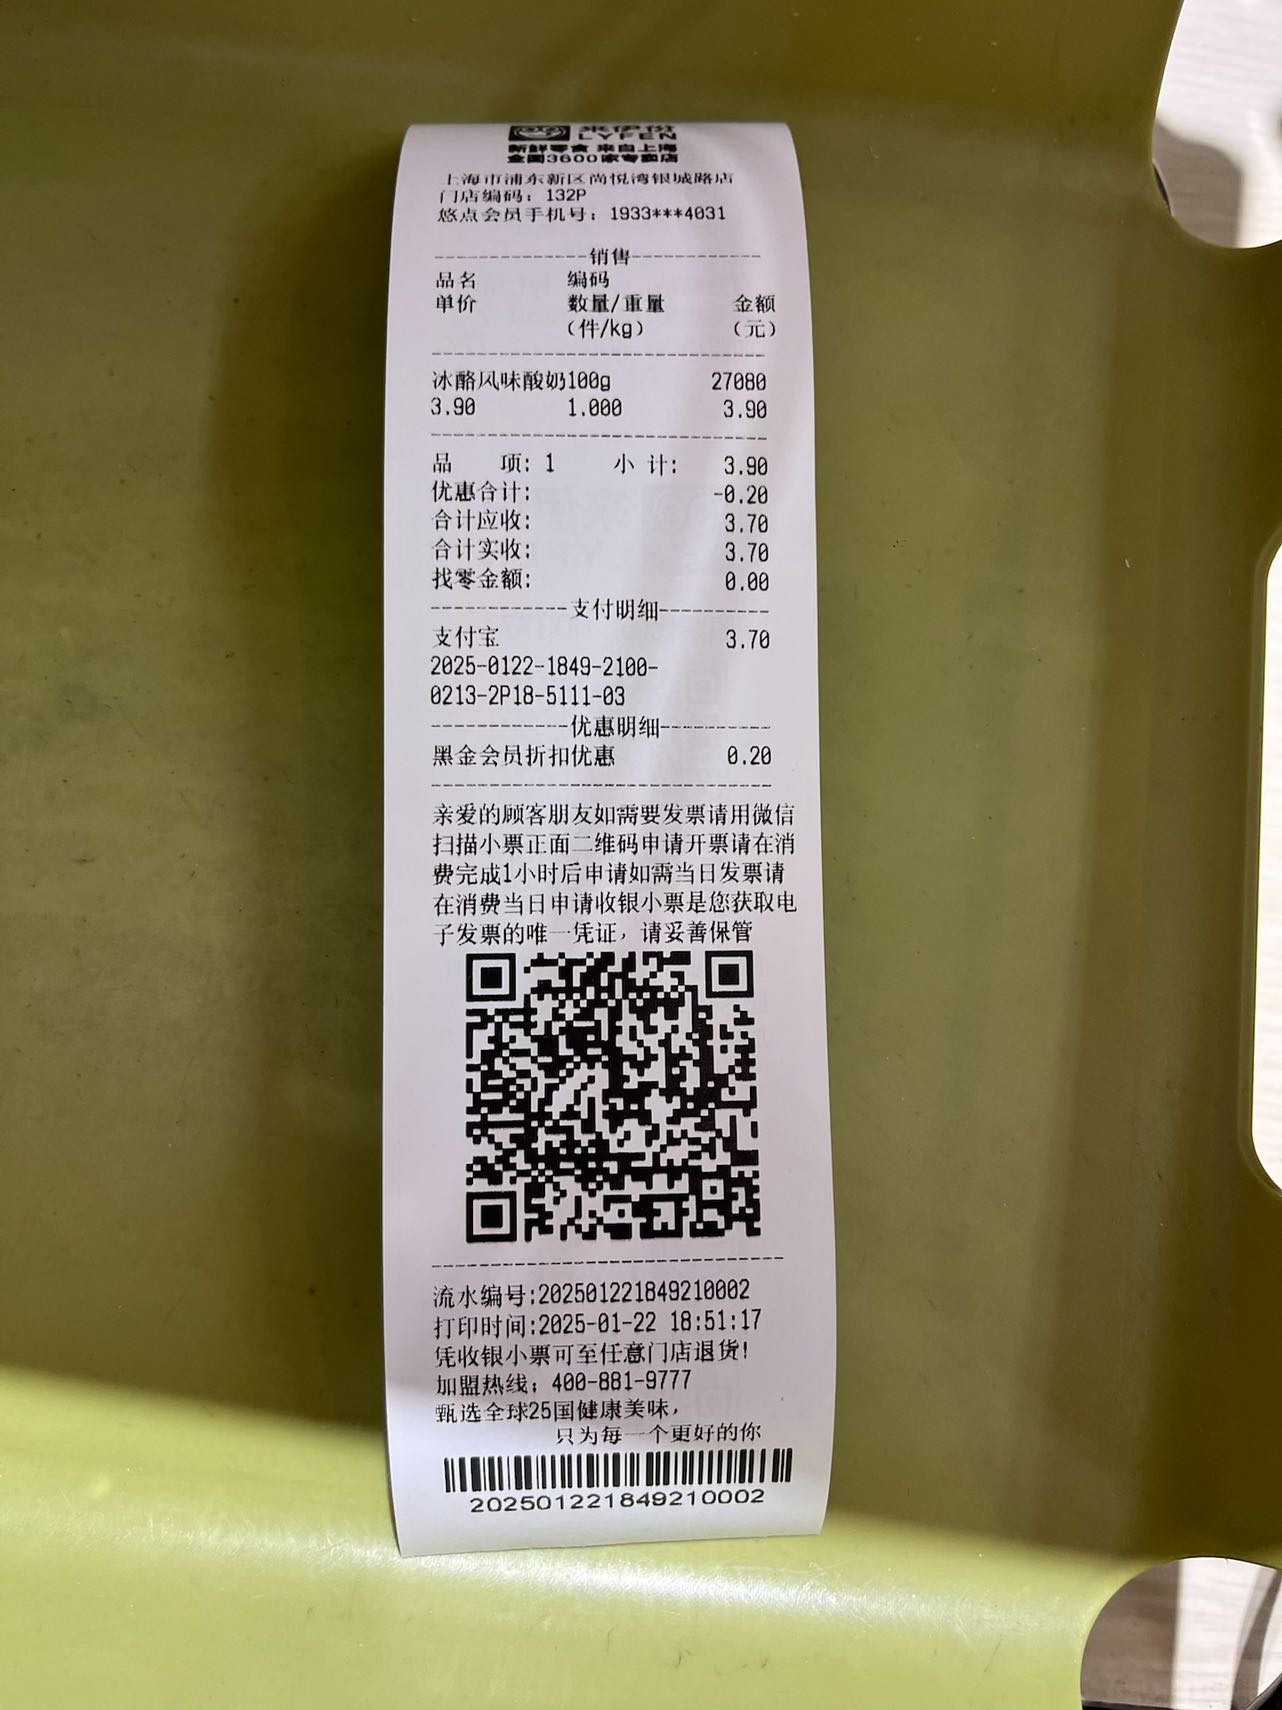 来伊份
LYFEN
新鲜零食 来自上海
全国3600家专卖店
上海市浦东新区尚悦湾银城路店
门店编码：132P
悠点会员手机号：1933***4031
销售
品名 编码
单价 数量/重量 金额
(件/kg) (元)
冰酪风味酸奶100g 27080
3.90 1.000 3.90
品 项: 1 小 计: 3.90
优惠合计: -0.20
合计应收: 3.70
合计实收: 3.70
找零金额: 0.00
支付明细
支付宝 3.70
2025-0122-1849-2100-
0213-2P18-5111-03
优惠明细
黑金会员折扣优惠 0.20
亲爱的顾客朋友如需要发票请用微信
扫描小票正面二维码申请开票请在消
费完成1小时后申请如需当日发票请
在消费当日申请收银小票是您获取电
子发票的唯一凭证，请妥善保管
流水编号:202501221849210002
打印时间:2025-01-22 18:51:17
凭收银小票可至任意门店退货!
加盟热线：400-881-9777
甄选全球25国健康美味，
只为每一个更好的你
202501221849210002